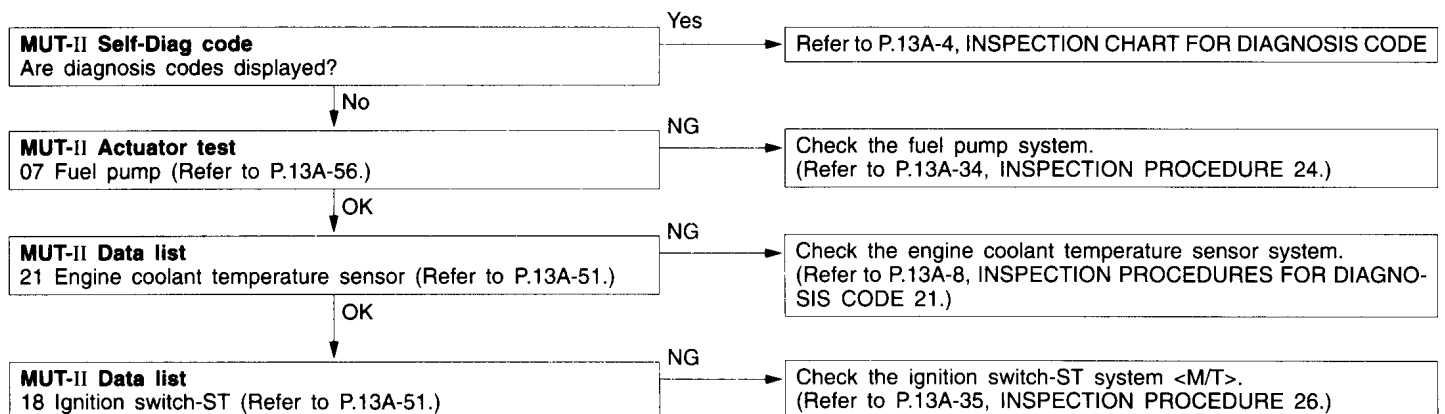 MUT-II Self-Diag code
Are diagnosis codes displayed?
Yes
Refer to P.13A-4, INSPECTION CHART FOR DIAGNOSIS CODE
No
MUT-II Actuator test
07 Fuel pump (Refer to P.13A-56.)
NG
Check the fuel pump system.
(Refer to P.13A-34, INSPECTION PROCEDURE 24.)
OK
MUT-II Data list
21 Engine coolant temperature sensor (Refer to P.13A-51.)
NG
Check the engine coolant temperature sensor system.
(Refer to P.13A-8, INSPECTION PROCEDURES FOR DIAGNO-
SIS CODE 21.)
OK
MUT-II Data list
18 Ignition switch-ST (Refer to P.13A-51.)
NG
Check the ignition switch-ST system <M/T>.
(Refer to P.13A-35, INSPECTION PROCEDURE 26.)